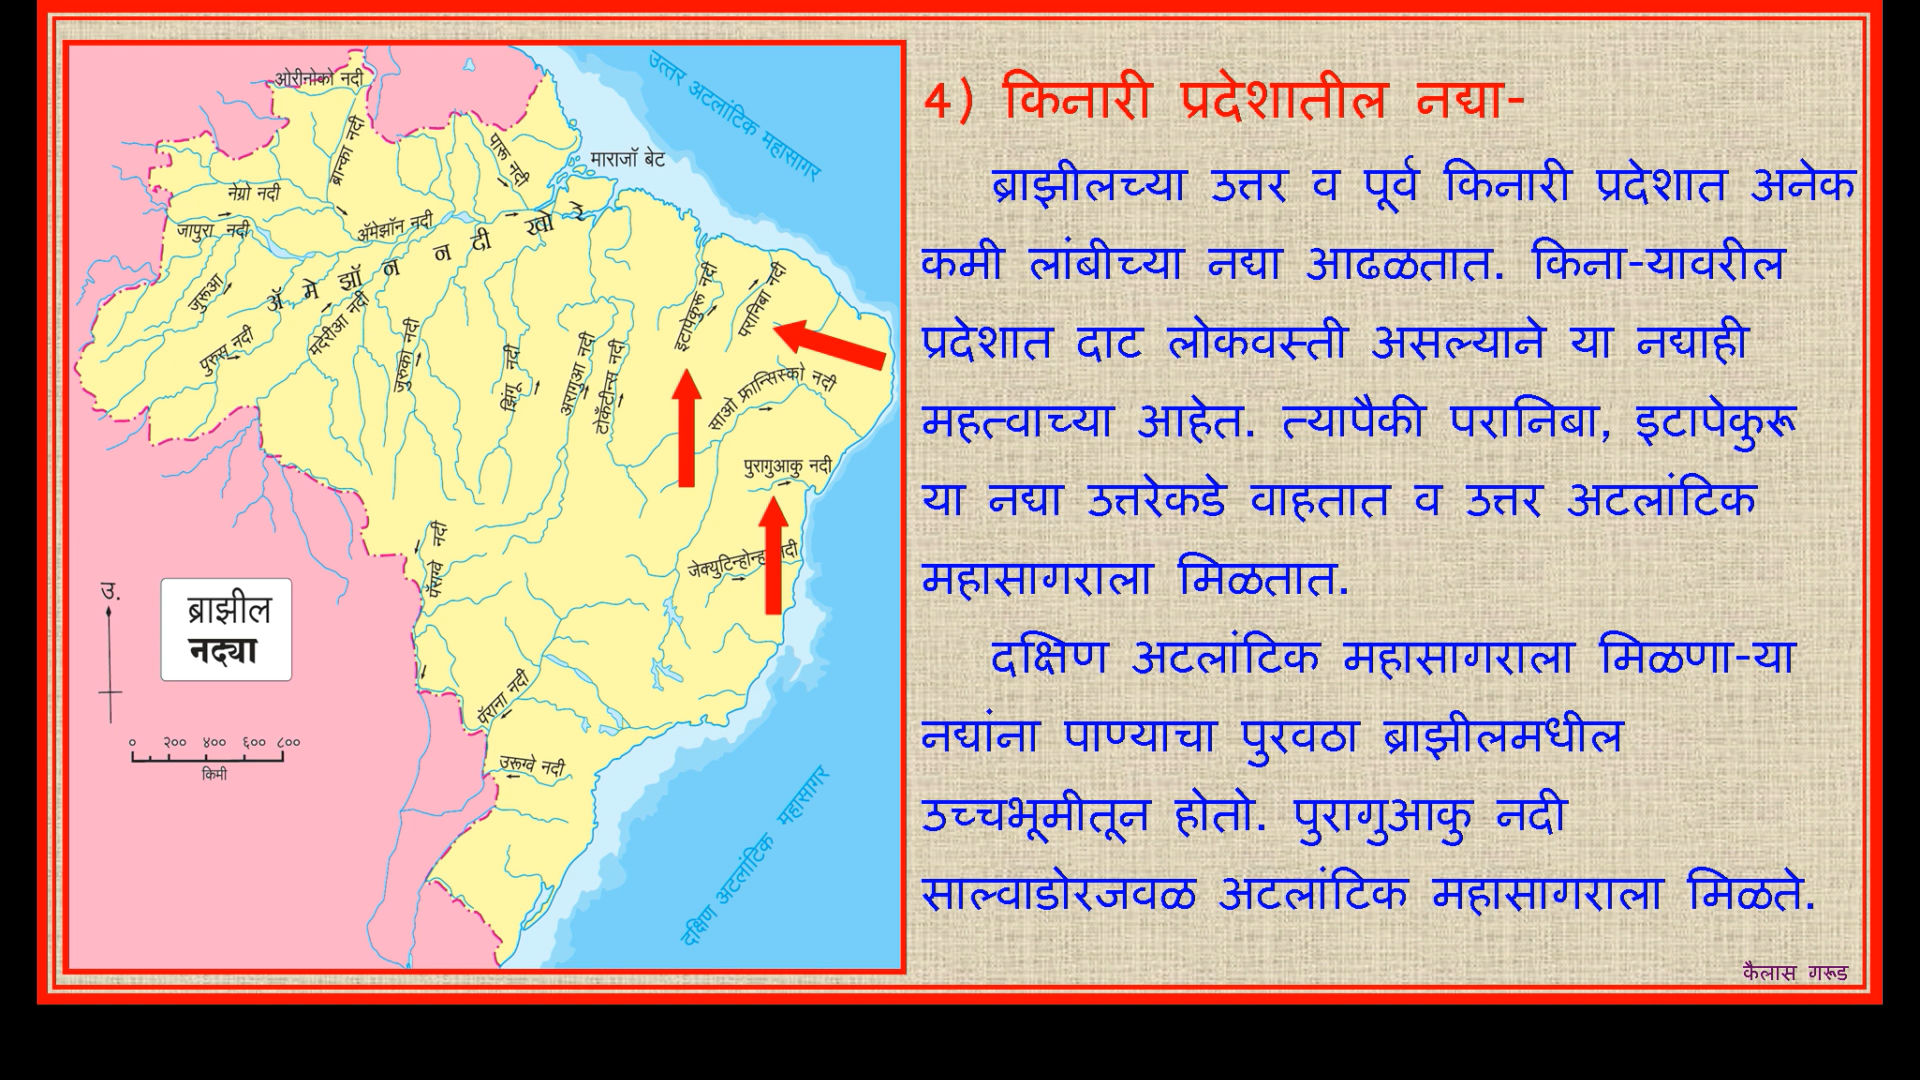 उत्तर अटलांटिक महासागर
ओरीनोको नदी
ब्रान्का नदी
पारू नदी
माराजॉ बेट
नेग्रो नदी
जापुरा नदी
ॲमेझॉन नदी
ॲमेझॉन नदी खोरे
जुरूआ
पुरुस नदी
मदेरीआ नदी
जुरुका नदी
झिंगू नदी
अरागुआ नदी
टोकँटीन्स नदी
इटापेकुरू नदी
परानिबा नदी
साओ फ्रान्सिस्को नदी
पुरागुआकु नदी
पॅराग्वे नदी
पॅराना नदी
उरूग्वे नदी
उ.
ब्राझील
नद्या
० २०० ४०० ६०० ८००
किमी
दक्षिण अटलांटिक महासागर
4) किनारी प्रदेशातील नद्या-
ब्राझीलच्या उत्तर व पूर्व किनारी प्रदेशात अनेक
कमी लांबीच्या नद्या आढळतात. किना-यावरील
प्रदेशात दाट लोकवस्ती असल्याने या नद्याही
महत्वाच्या आहेत. त्यापैकी परानिबा, इटापेकुरू
या नद्या उत्तरेकडे वाहतात व उत्तर अटलांटिक
महासागराला मिळतात.
दक्षिण अटलांटिक महासागराला मिळणा-या
नद्यांना पाण्याचा पुरवठा ब्राझीलमधील
उच्चभूमीतून होतो. पुरागुआकु नदी
साल्वाडोरजवळ अटलांटिक महासागराला मिळते.
कैलास गरूड